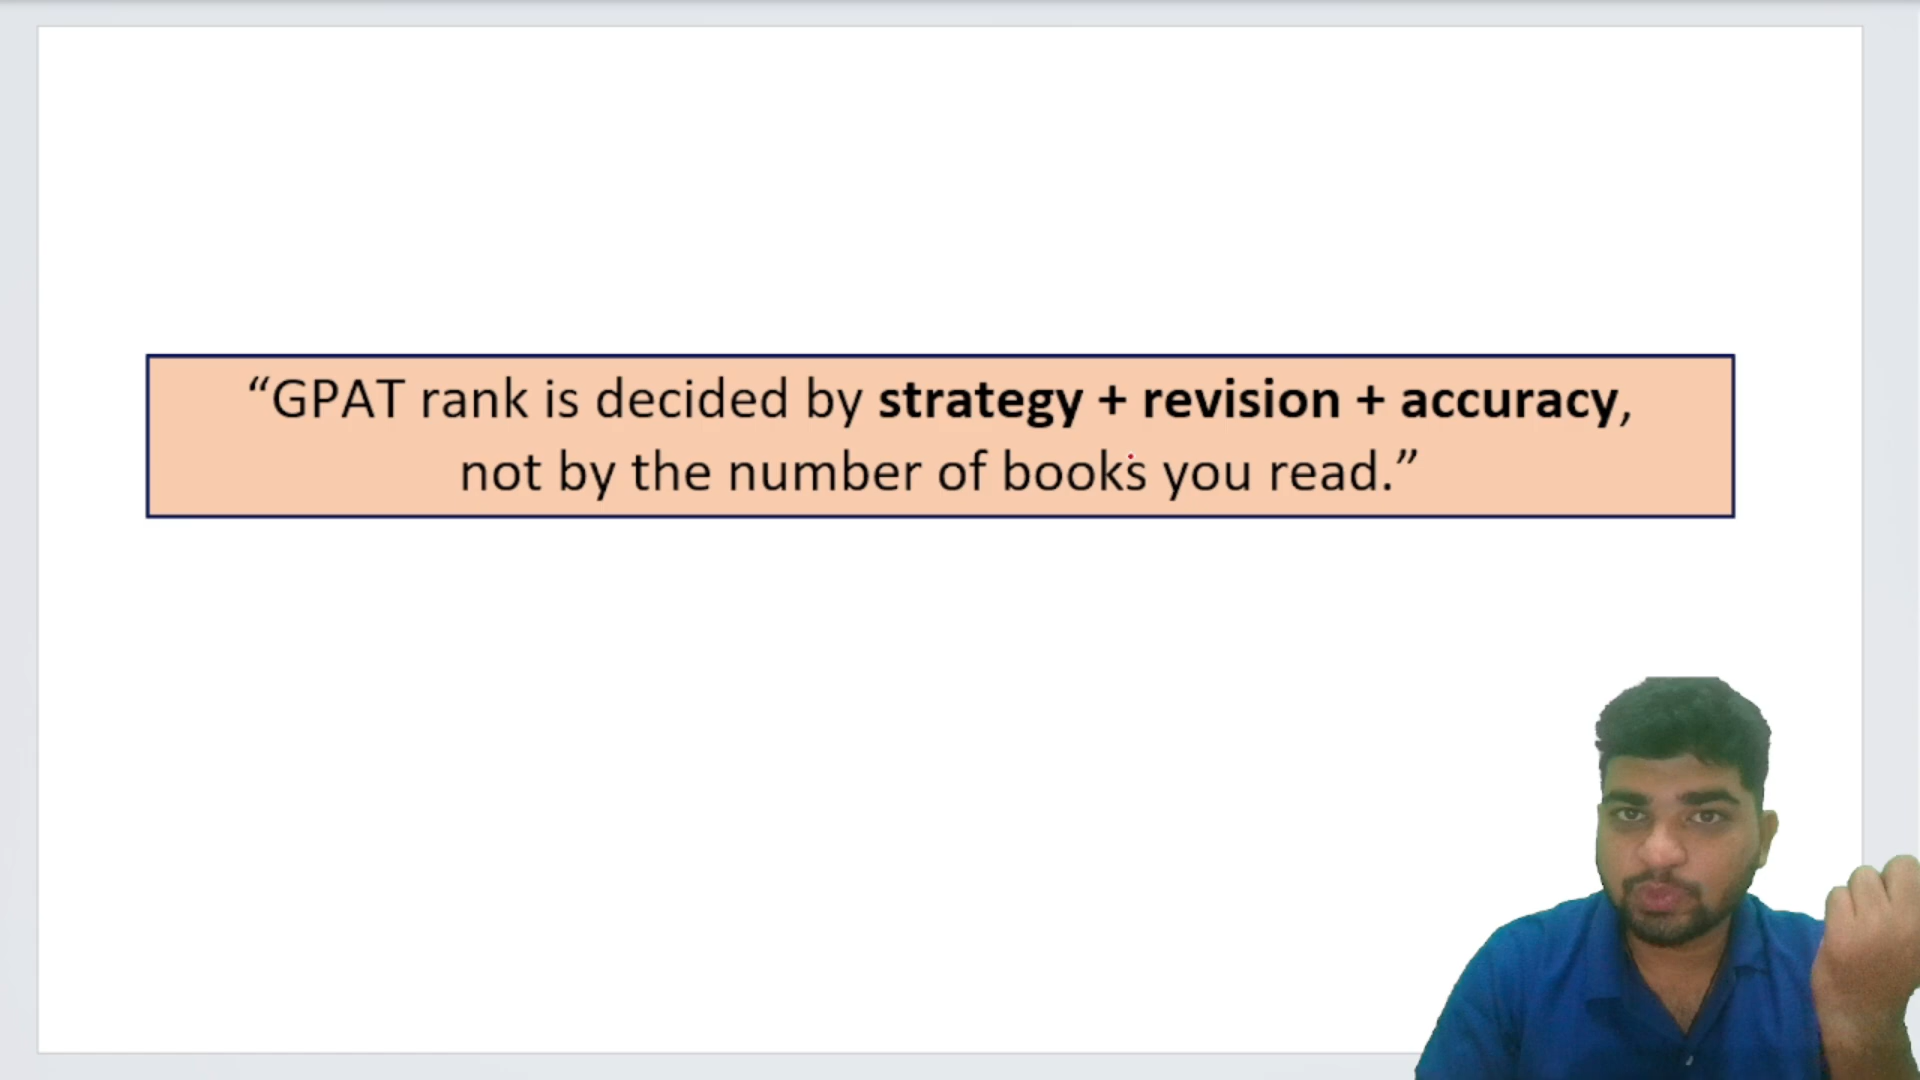 “GPAT rank is decided by strategy + revision + accuracy,
not by the number of books you read.”